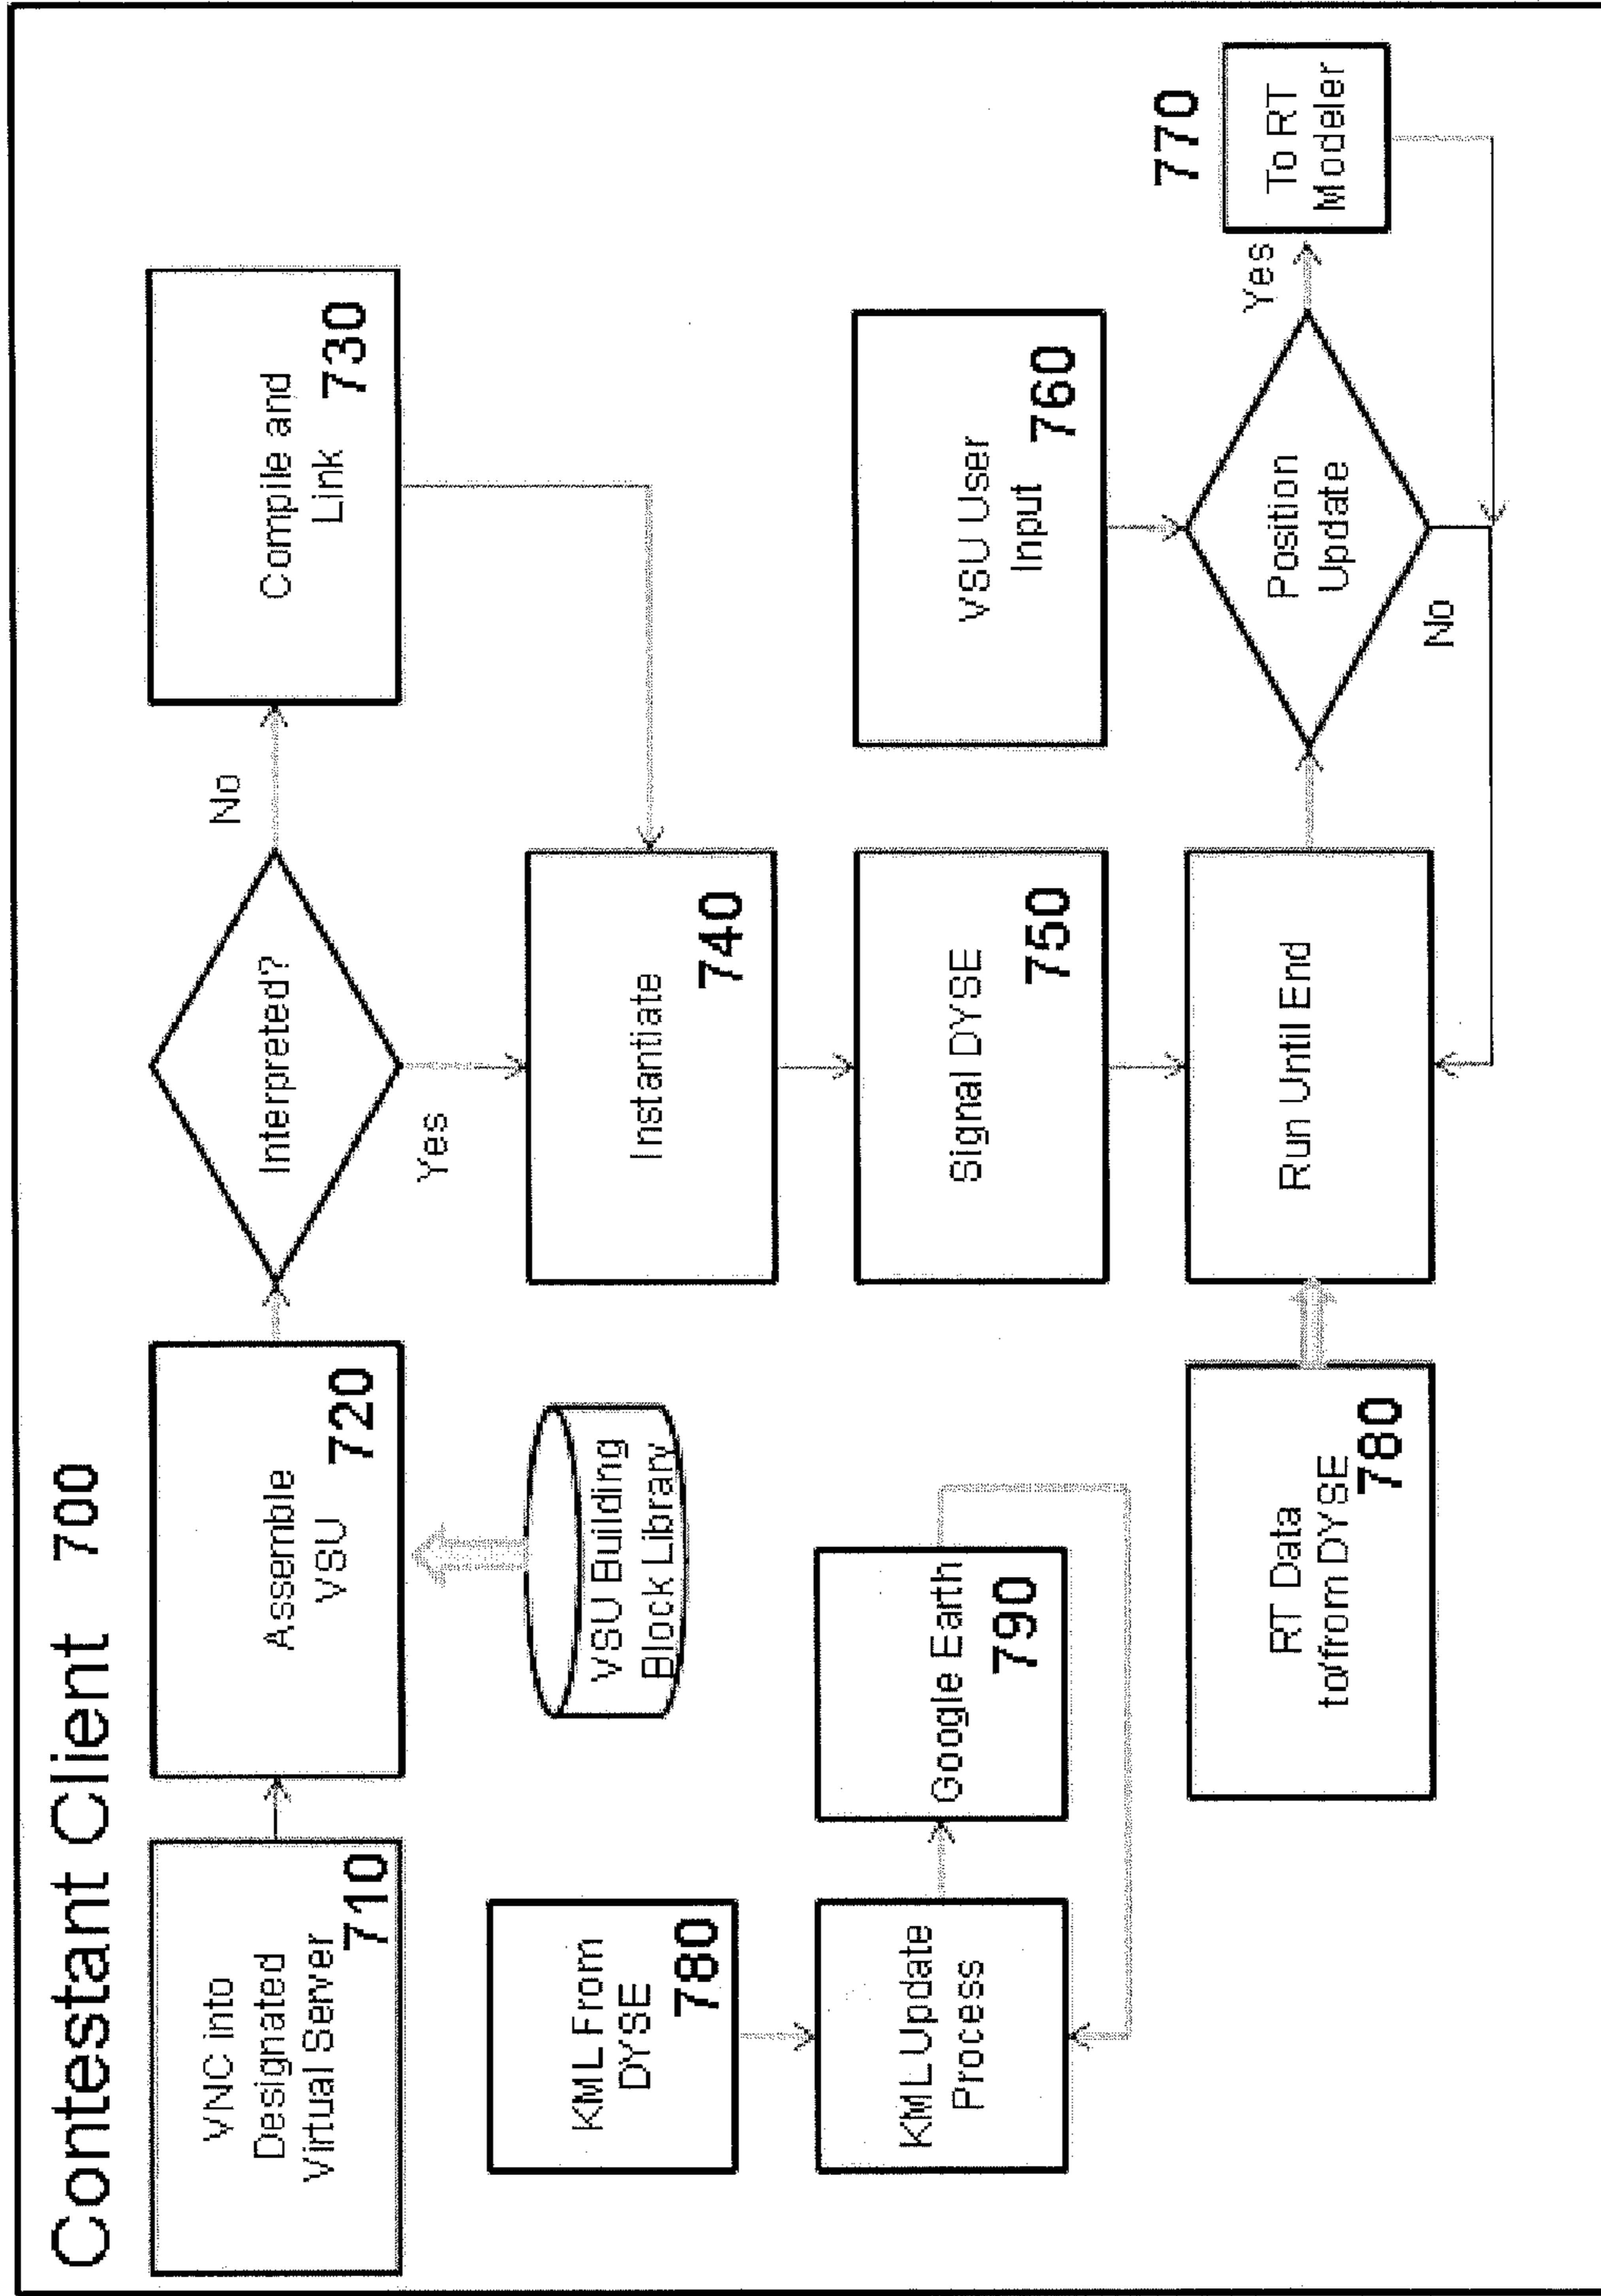 Contestant Client 700
VNC into
Designated
Virtual Server
710
Assemble
VSU 720
Interpreted?
No
Compile and
Link 730
Yes
VSU Building
Block Library
Instantiate
740
KML From
DYSE
780
KML Update
Process
Google Earth
790
Signal DYSE
750
VSU User
Input 760
RT Data
to/from DYSE
780
Run Until End
Position
Update
Yes
No
770
To RT
Modeler